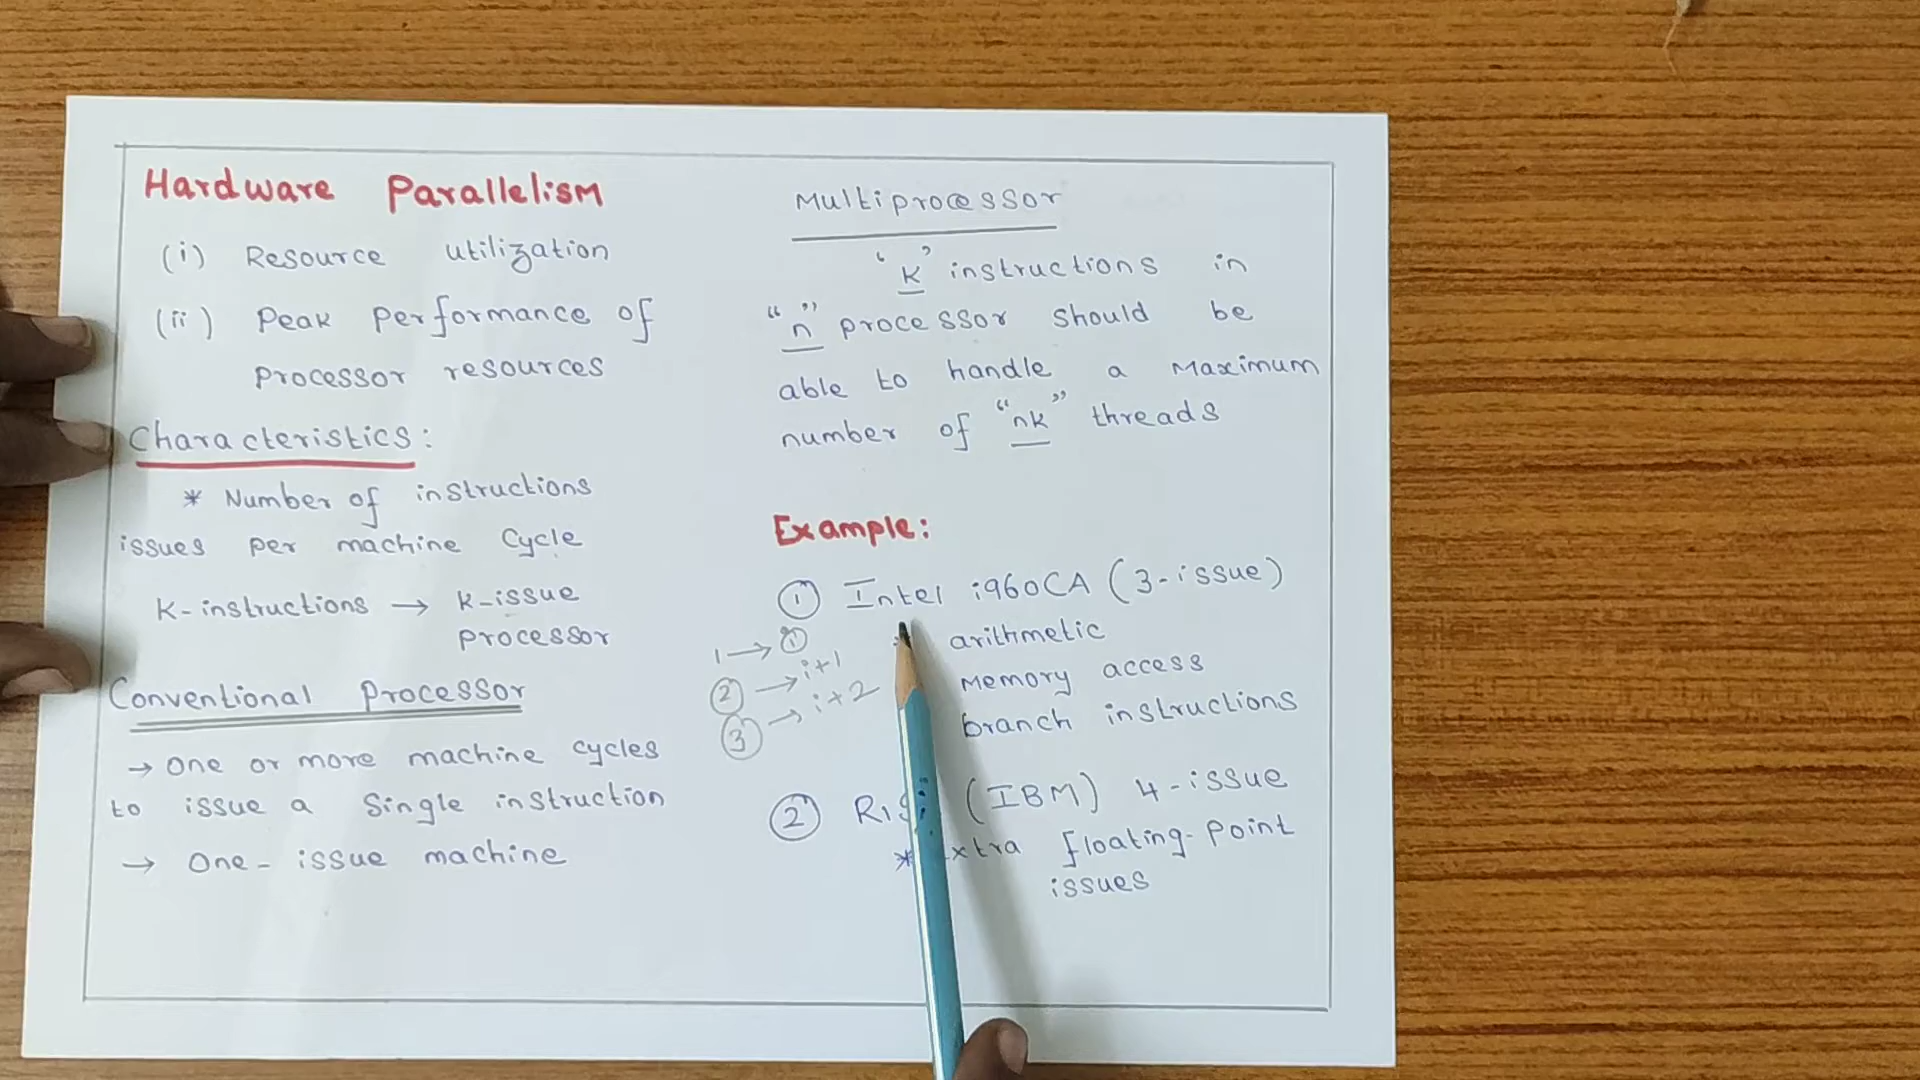 Hardware Parallelism
(i) Resource utilization
(ii) Peak performance of
processor resources
Characteristics:
* Number of instructions
issues per machine cycle
K-instructions → K-issue
processor
Conventional Processor
→ One or more machine cycles
to issue a single instruction
→ One-issue machine
Multiprocessor
'K' instructions in
"n" processor should be
able to handle a maximum
number of "nk" threads
Example:
① Intel i960CA (3-issue)
arithmetic
memory access
branch instructions
1 → ①
② → i+1
③ → i+2
② (IBM) 4-issue
* floating-point
issues